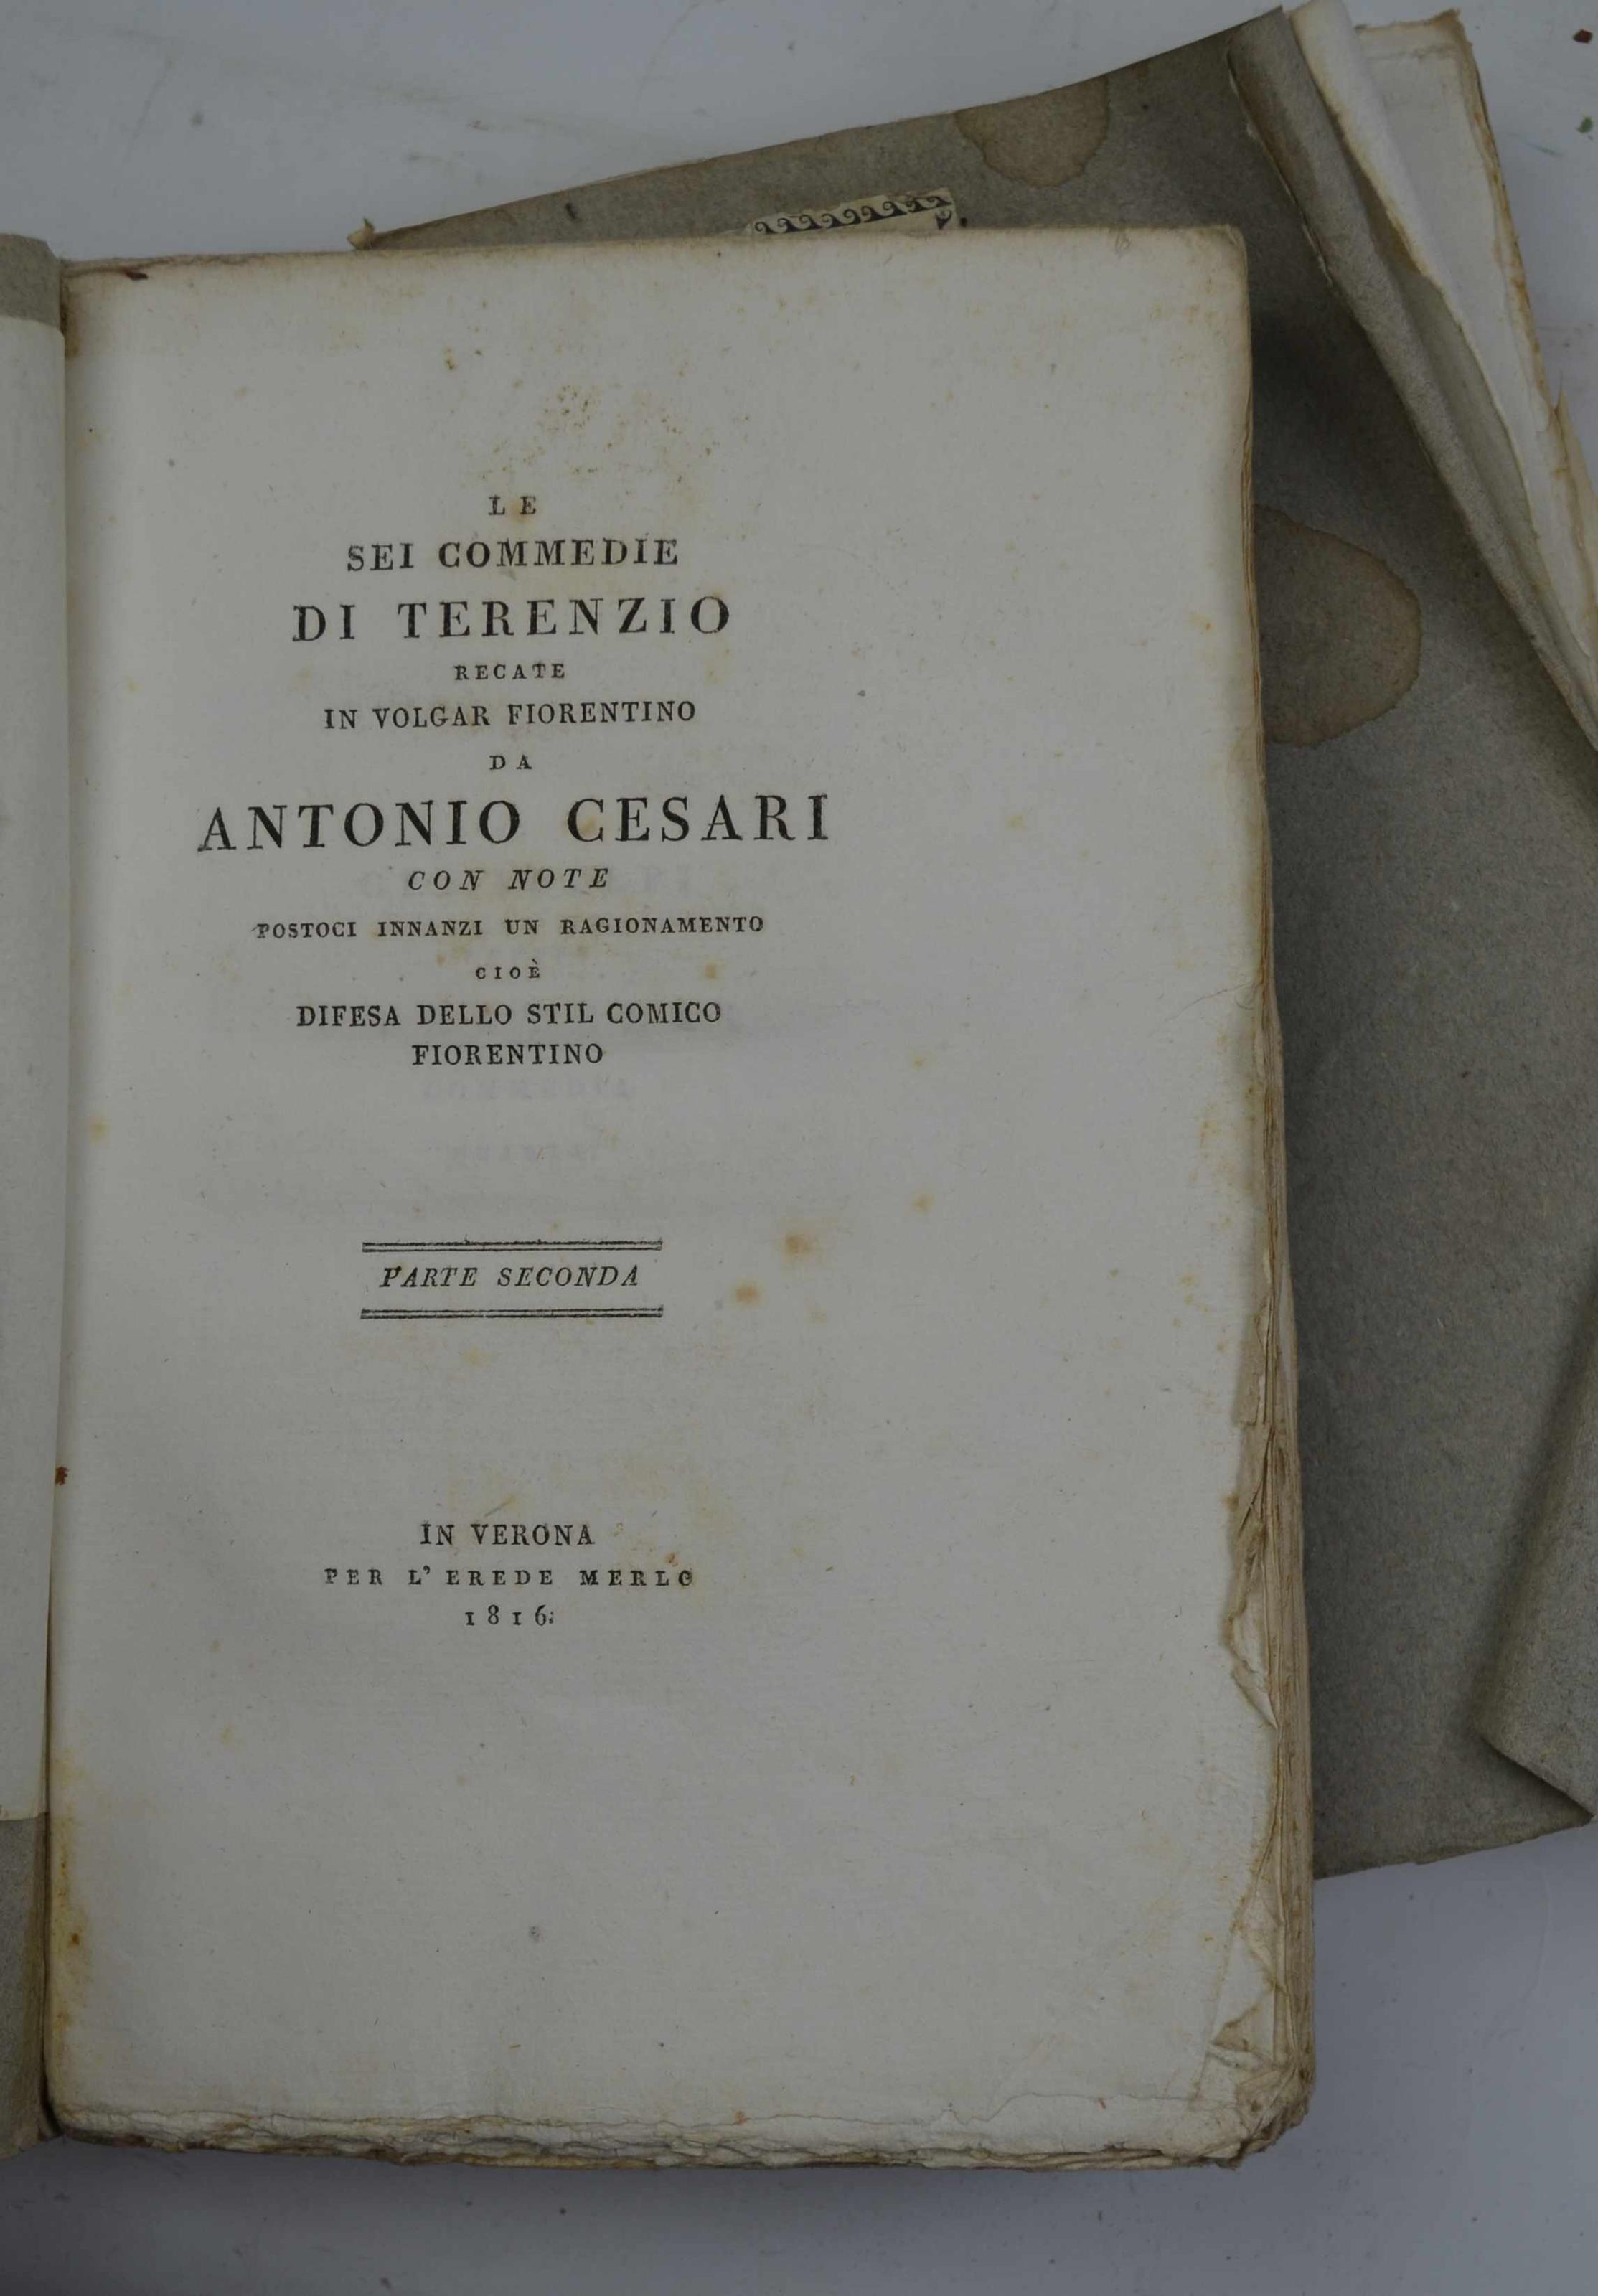 LE
SEI COMMEDIE
DI TERENZIO
RECATE
IN VOLGAR FIORENTINO
DA
ANTONIO CESARI
CON NOTE
POSTOCI INNANZI UN RAGIONAMENTO
CIOÈ
DIFESA DELLO STIL COMICO
FIORENTINO
PARTE SECONDA
IN VERONA
PER L' EREDE MERLO
1816.